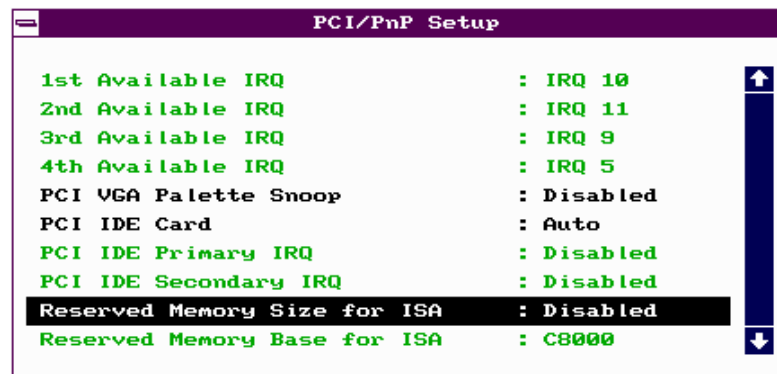 PCI/PnP Setup
1st Available IRQ : IRQ 10
2nd Available IRQ : IRQ 11
3rd Available IRQ : IRQ 9
4th Available IRQ : IRQ 5
PCI VGA Palette Snoop : Disabled
PCI IDE Card : Auto
PCI IDE Primary IRQ : Disabled
PCI IDE Secondary IRQ : Disabled
Reserved Memory Size for ISA : Disabled
Reserved Memory Base for ISA : C8000